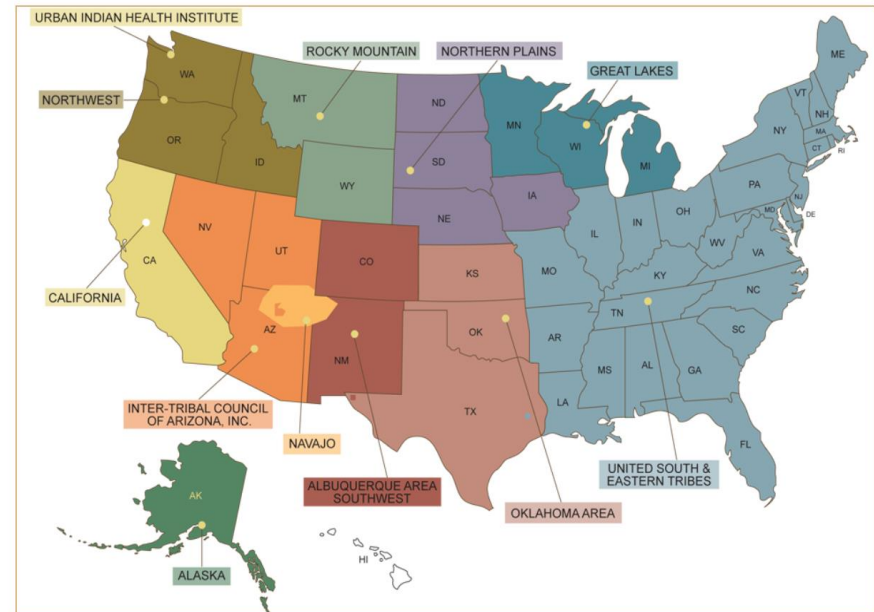 URBAN INDIAN HEALTH INSTITUTE
ROCKY MOUNTAIN
NORTHERN PLAINS
GREAT LAKES
NORTHWEST
WA
OR
ID
MT
WY
ND
SD
NE
IA
MN
WI
MI
ME
VT
NH
NY
MA
CT
RI
PA
NJ
MD
DE
OH
IN
IL
WV
VA
KY
MO
KS
CO
UT
NV
CA
CALIFORNIA
AZ
NM
OK
TX
AR
TN
NC
SC
MS
AL
GA
LA
FL
INTER-TRIBAL COUNCIL
OF ARIZONA, INC.
NAVAJO
ALBUQUERQUE AREA
SOUTHWEST
OKLAHOMA AREA
UNITED SOUTH &
EASTERN TRIBES
AK
ALASKA
HI